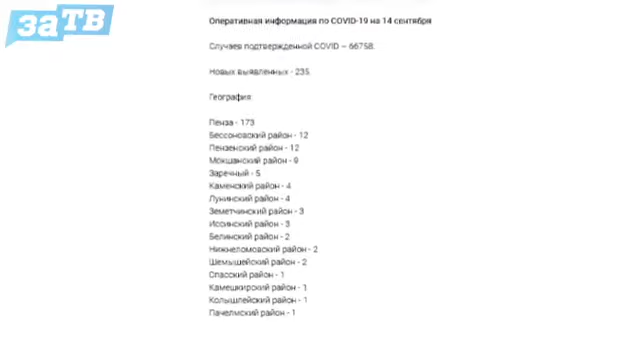 заТВ
Оперативная информация по COVID-19 на 14 сентября
Случаев подтвержденной COVID – 66758.
Новых выявленных - 235.
География:
Пенза - 173
Бессоновский район - 12
Пензенский район - 12
Мокшанский район - 9
Заречный - 5
Каменский район - 4
Лунинский район - 4
Земетчинский район - 3
Иссинский район - 3
Белинский район - 2
Нижнеломовский район - 2
Шемышейский район - 2
Спасский район - 1
Камешкирский район - 1
Колышлейский район - 1
Пачелмский район - 1